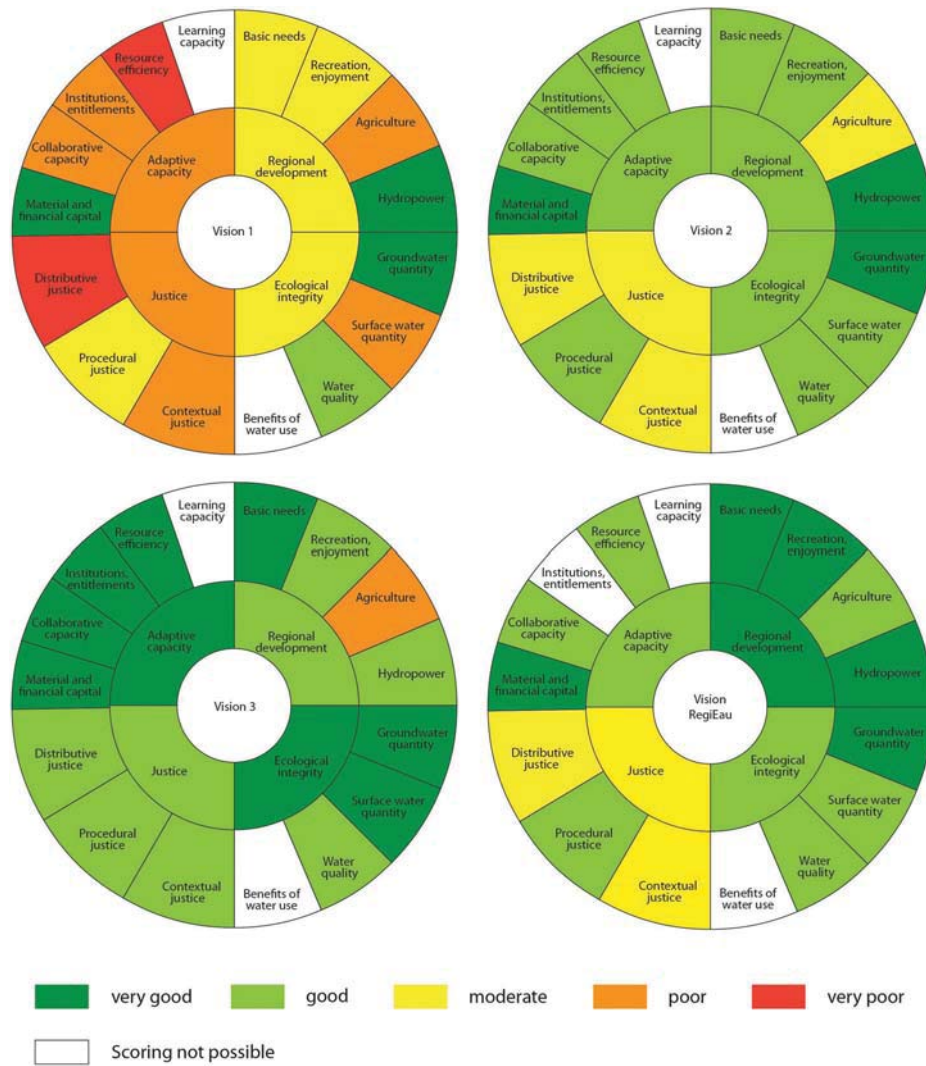 Learning
capacity
Basic needs
Resource
efficiency
Recreation,
enjoyment
Institutions,
entitlements
Agriculture
Collaborative
capacity
Adaptive
capacity
Regional
development
Material and
financial capital
Hydropower
Vision 1
Distributive
justice
Groundwater
quantity
Justice
Ecological
integrity
Surface water
quantity
Procedural
justice
Water
quality
Contextual
justice
Benefits of
water use
Learning
capacity
Basic needs
Resource
efficiency
Recreation,
enjoyment
Institutions,
entitlements
Agriculture
Collaborative
capacity
Adaptive
capacity
Regional
development
Material and
financial capital
Hydropower
Vision 2
Distributive
justice
Groundwater
quantity
Justice
Ecological
integrity
Surface water
quantity
Procedural
justice
Water
quality
Contextual
justice
Benefits of
water use
Learning
capacity
Basic needs
Resource
efficiency
Recreation,
enjoyment
Institutions,
entitlements
Agriculture
Collaborative
capacity
Adaptive
capacity
Regional
development
Material and
financial capital
Hydropower
Vision 3
Distributive
justice
Groundwater
quantity
Justice
Ecological
integrity
Surface water
quantity
Procedural
justice
Water
quality
Contextual
justice
Benefits of
water use
Learning
capacity
Basic needs
Resource
efficiency
Recreation,
enjoyment
Institutions,
entitlements
Agriculture
Collaborative
capacity
Adaptive
capacity
Regional
development
Material and
financial capital
Hydropower
Vision
RegiEau
Distributive
justice
Groundwater
quantity
Justice
Ecological
integrity
Surface water
quantity
Procedural
justice
Water
quality
Contextual
justice
Benefits of
water use
very good
good
moderate
poor
very poor
Scoring not possible